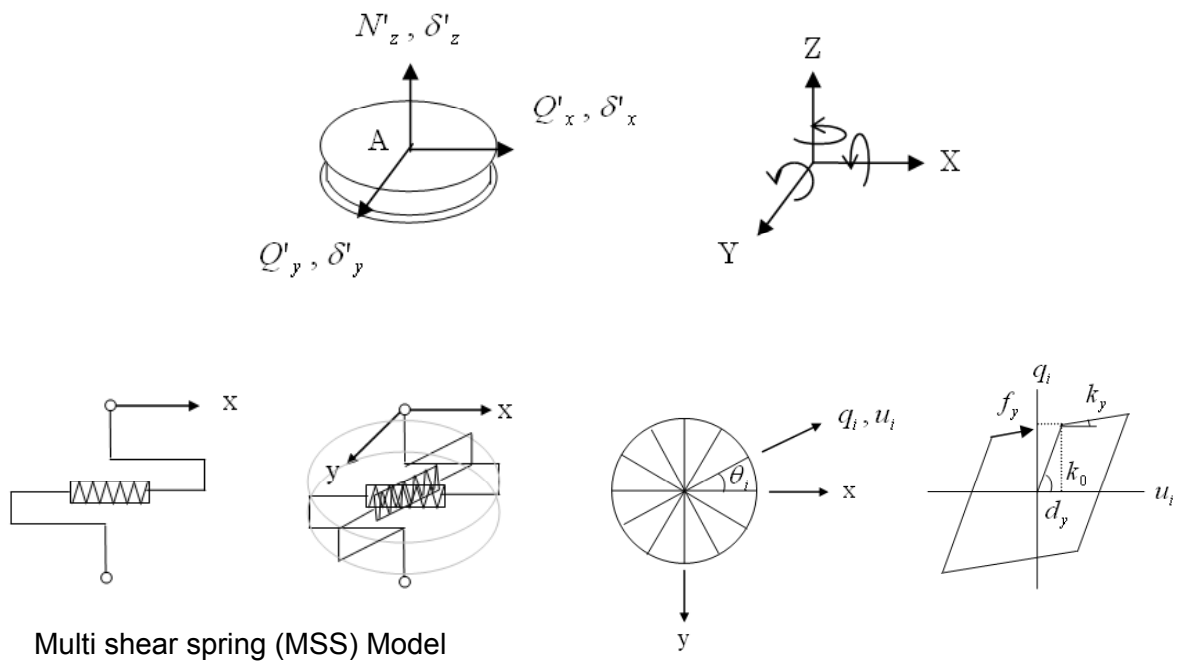 N'z , δ'z
Q'x , δ'x
A
Q'y , δ'y
Z
X
Y
x
x
y
qi , ui
θi
x
y
qi
fy
ky
k0
ui
dy
Multi shear spring (MSS) Model